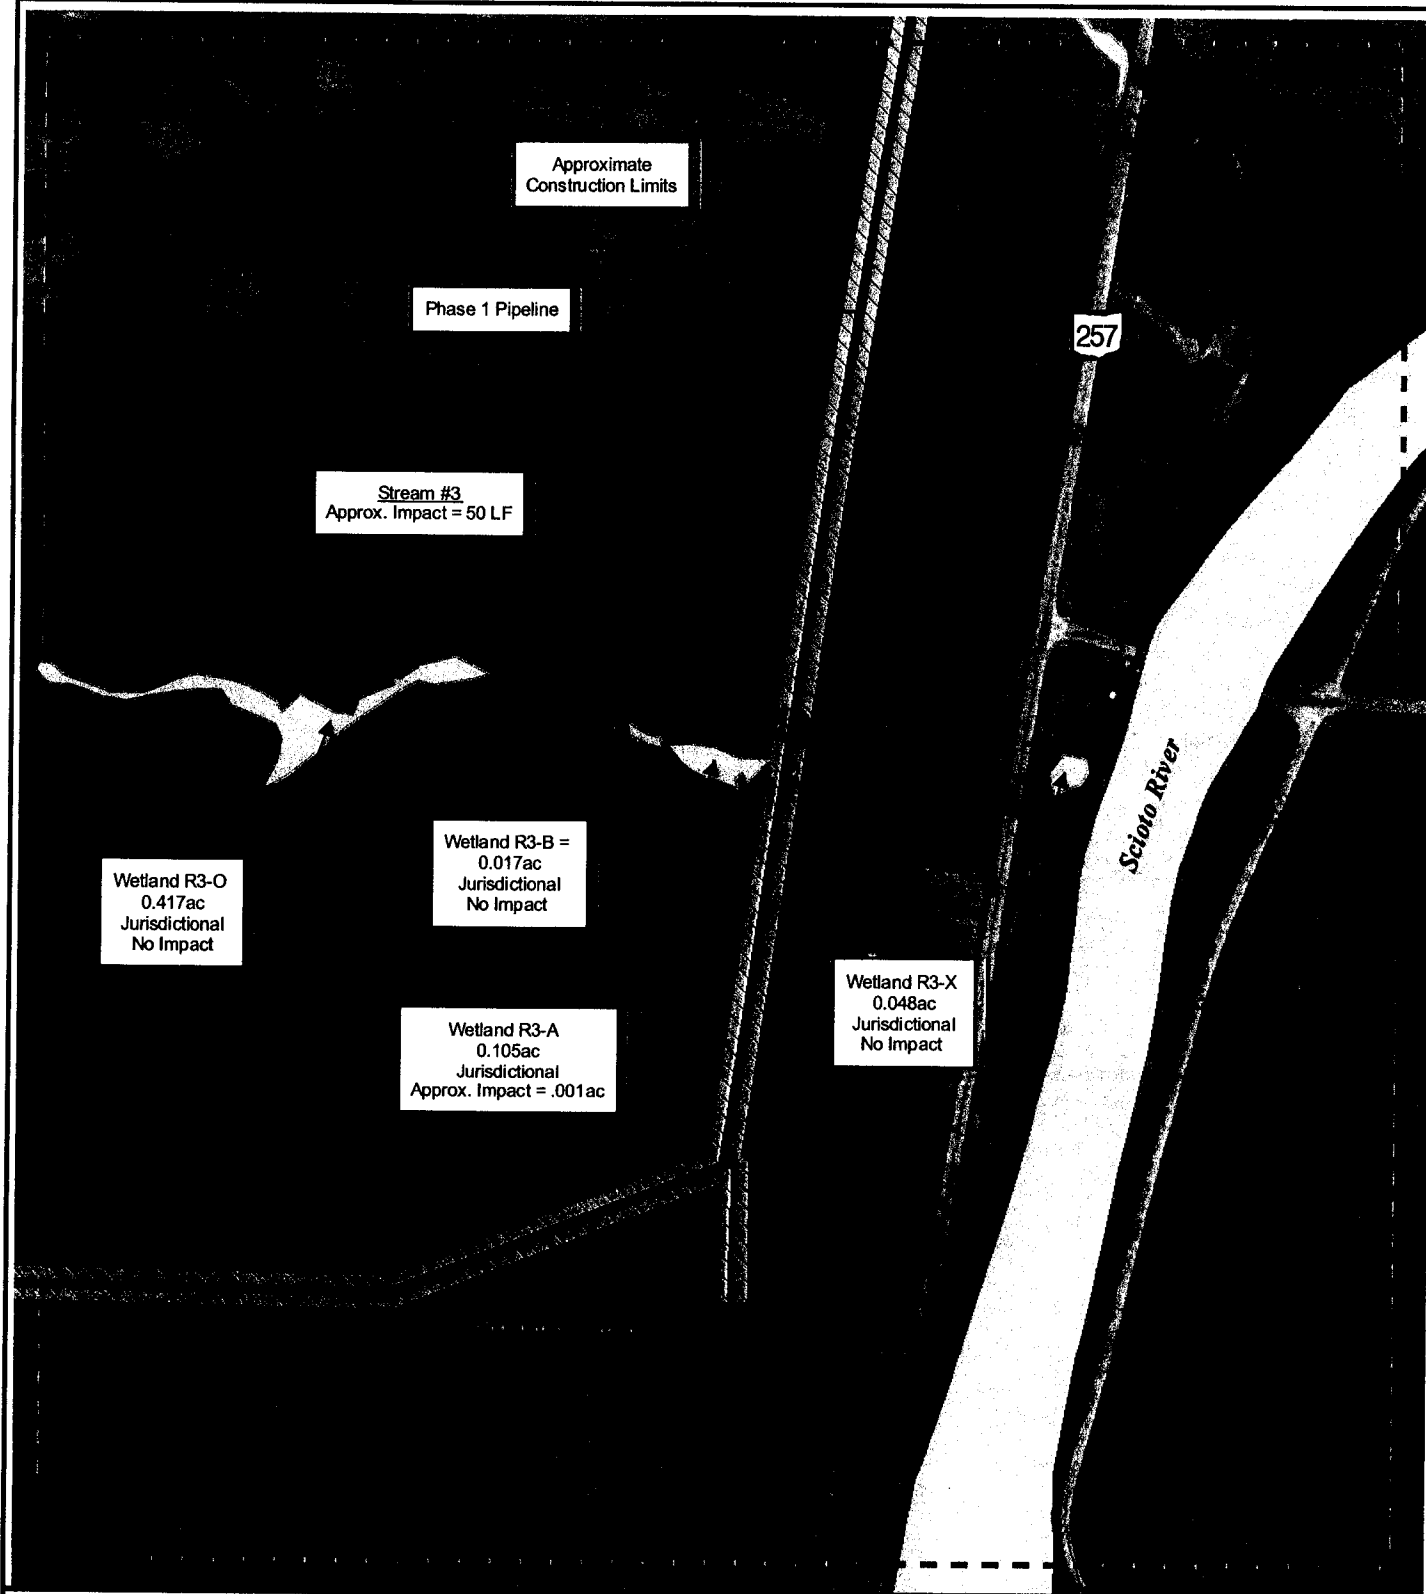 Approximate
Construction Limits
Phase 1 Pipeline
257
Stream #3
Approx. Impact = 50 LF
Scioto River
Wetland R3-B =
0.017ac
Jurisdictional
No Impact
Wetland R3-O
0.417ac
Jurisdictional
No Impact
Wetland R3-X
0.048ac
Jurisdictional
No Impact
Wetland R3-A
0.105ac
Jurisdictional
Approx. Impact = .001ac